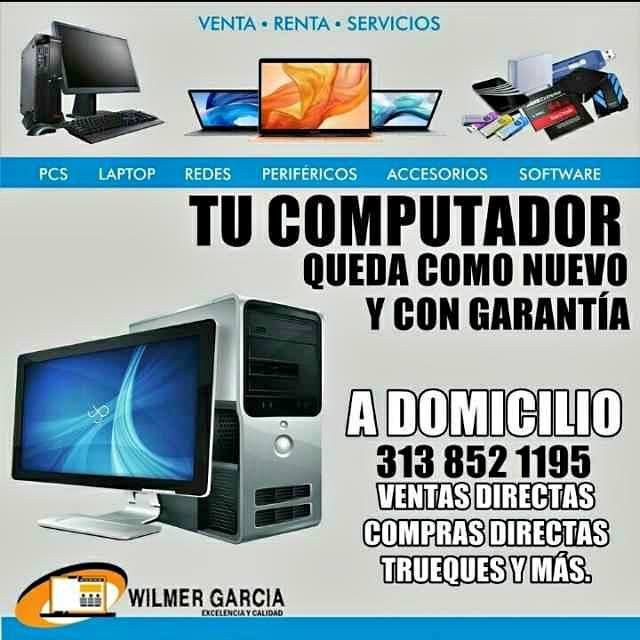 VENTA • RENTA • SERVICIOS
PCS LAPTOP REDES PERIFÉRICOS ACCESORIOS SOFTWARE
TU COMPUTADOR
QUEDA COMO NUEVO
Y CON GARANTÍA
A DOMICILIO
313 852 1195
VENTAS DIRECTAS
COMPRAS DIRECTAS
TRUEQUES Y MÁS.
WILMER GARCIA
EXCELENCIA Y CALIDAD